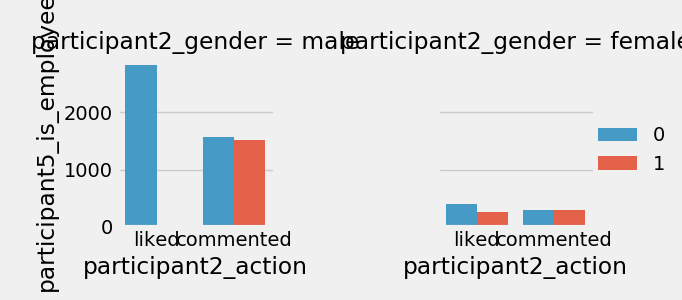 participant2_gender = male
participant2_gender = female
participant5_is_employee
2000
1000
0
liked
commented
participant2_action
liked
commented
participant2_action
0
1